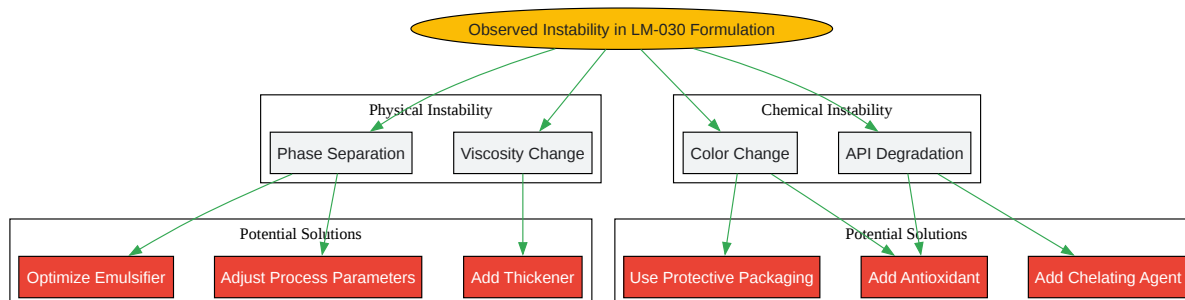 Observed Instability in LM-030 Formulation
Physical Instability
Chemical Instability
Phase Separation
Viscosity Change
Color Change
API Degradation
Potential Solutions
Potential Solutions
Optimize Emulsifier
Adjust Process Parameters
Add Thickener
Use Protective Packaging
Add Antioxidant
Add Chelating Agent